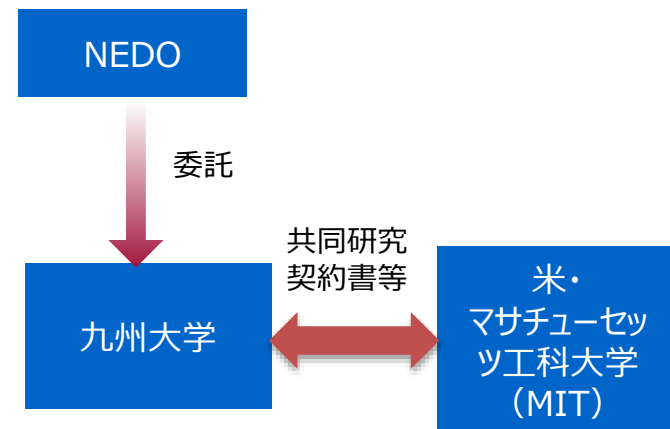 NEDO
委託
共同研究
契約書等
九州大学
米・
マサチューセッ
ツ工科大学
（MIT）